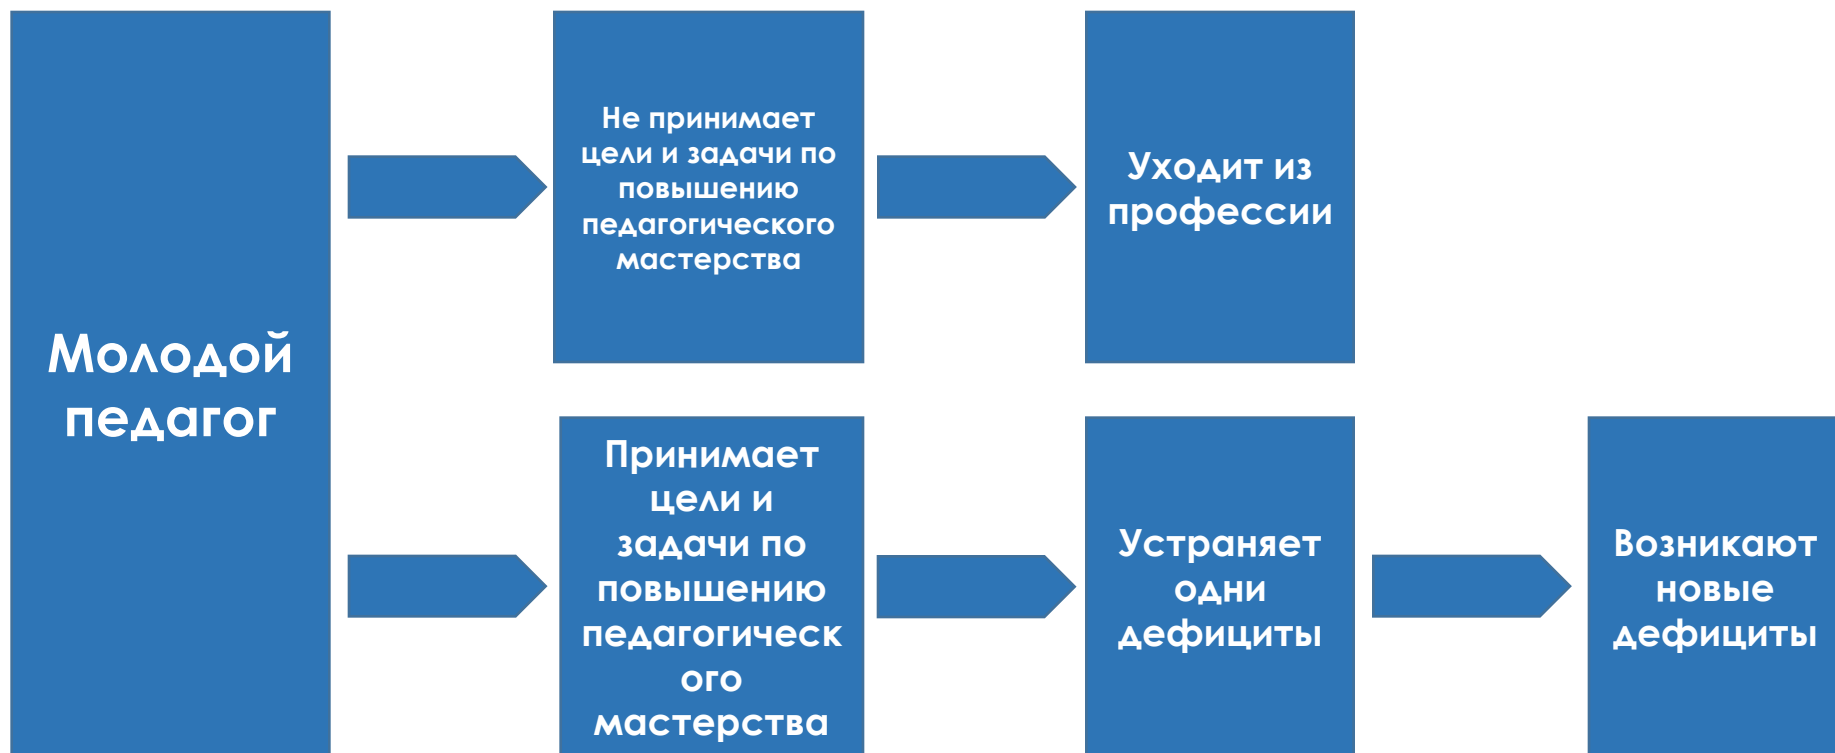 Молодой
педагог
Не принимает
цели и задачи по
повышению
педагогического
мастерства
Уходит из
профессии
Принимает
цели и
задачи по
повышению
педагогическ
ого
мастерства
Устраняет
одни
дефициты
Возникают
новые
дефициты